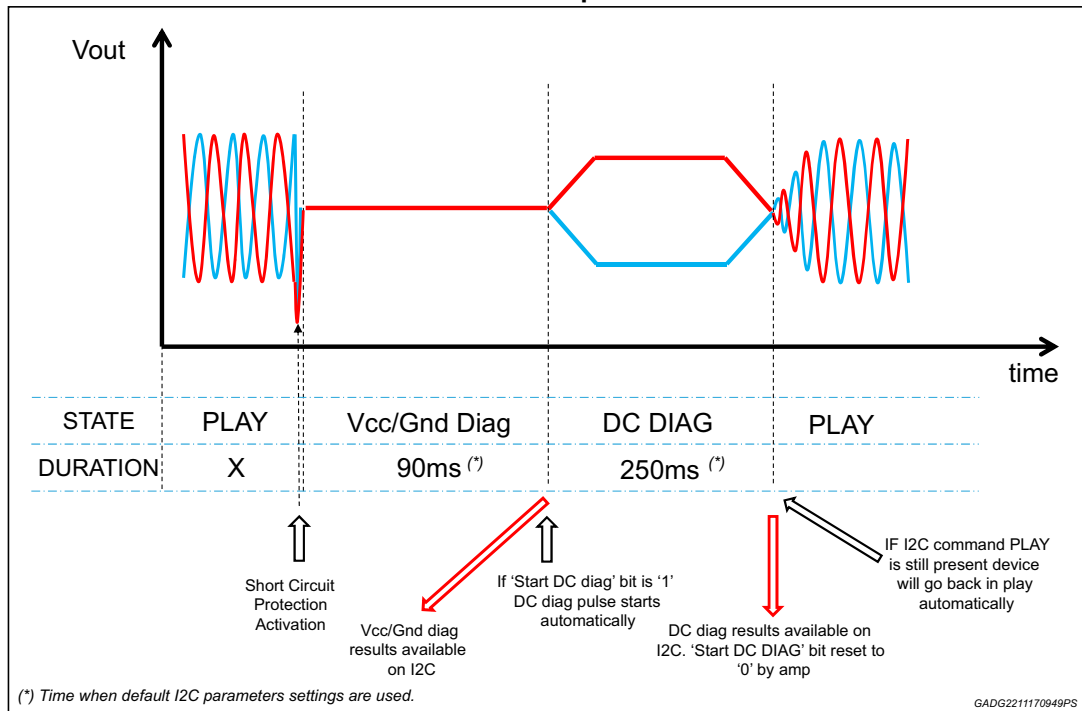 Vout
time
STATE PLAY Vcc/Gnd Diag DC DIAG PLAY
DURATION X 90ms (*) 250ms (*)
Short Circuit
Protection
Activation
Vcc/Gnd diag
results available
on I2C
If ‘Start DC diag’ bit is ‘1’
DC diag pulse starts
automatically
DC diag results available on
I2C. ‘Start DC DIAG’ bit reset to
‘0’ by amp
IF I2C command PLAY
is still present device
will go back in play
automatically
(*) Time when default I2C parameters settings are used.
GADG2211170949PS